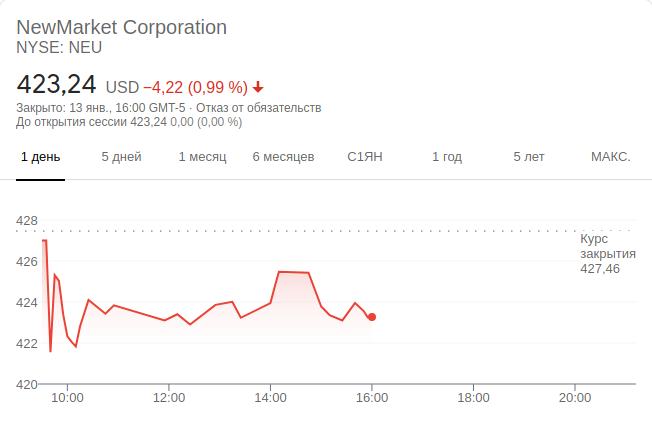 NewMarket Corporation
NYSE: NEU
423,24 USD −4,22 (0,99 %)
Закрыто: 13 янв., 16:00 GMT-5 · Отказ от обязательств
До открытия сессии 423,24 0,00 (0,00 %)
1 день 5 дней 1 месяц 6 месяцев С1ЯН 1 год 5 лет МАКС.
428
Курс
закрытия
427,46
426
424
422
420
10:00 12:00 14:00 16:00 18:00 20:00